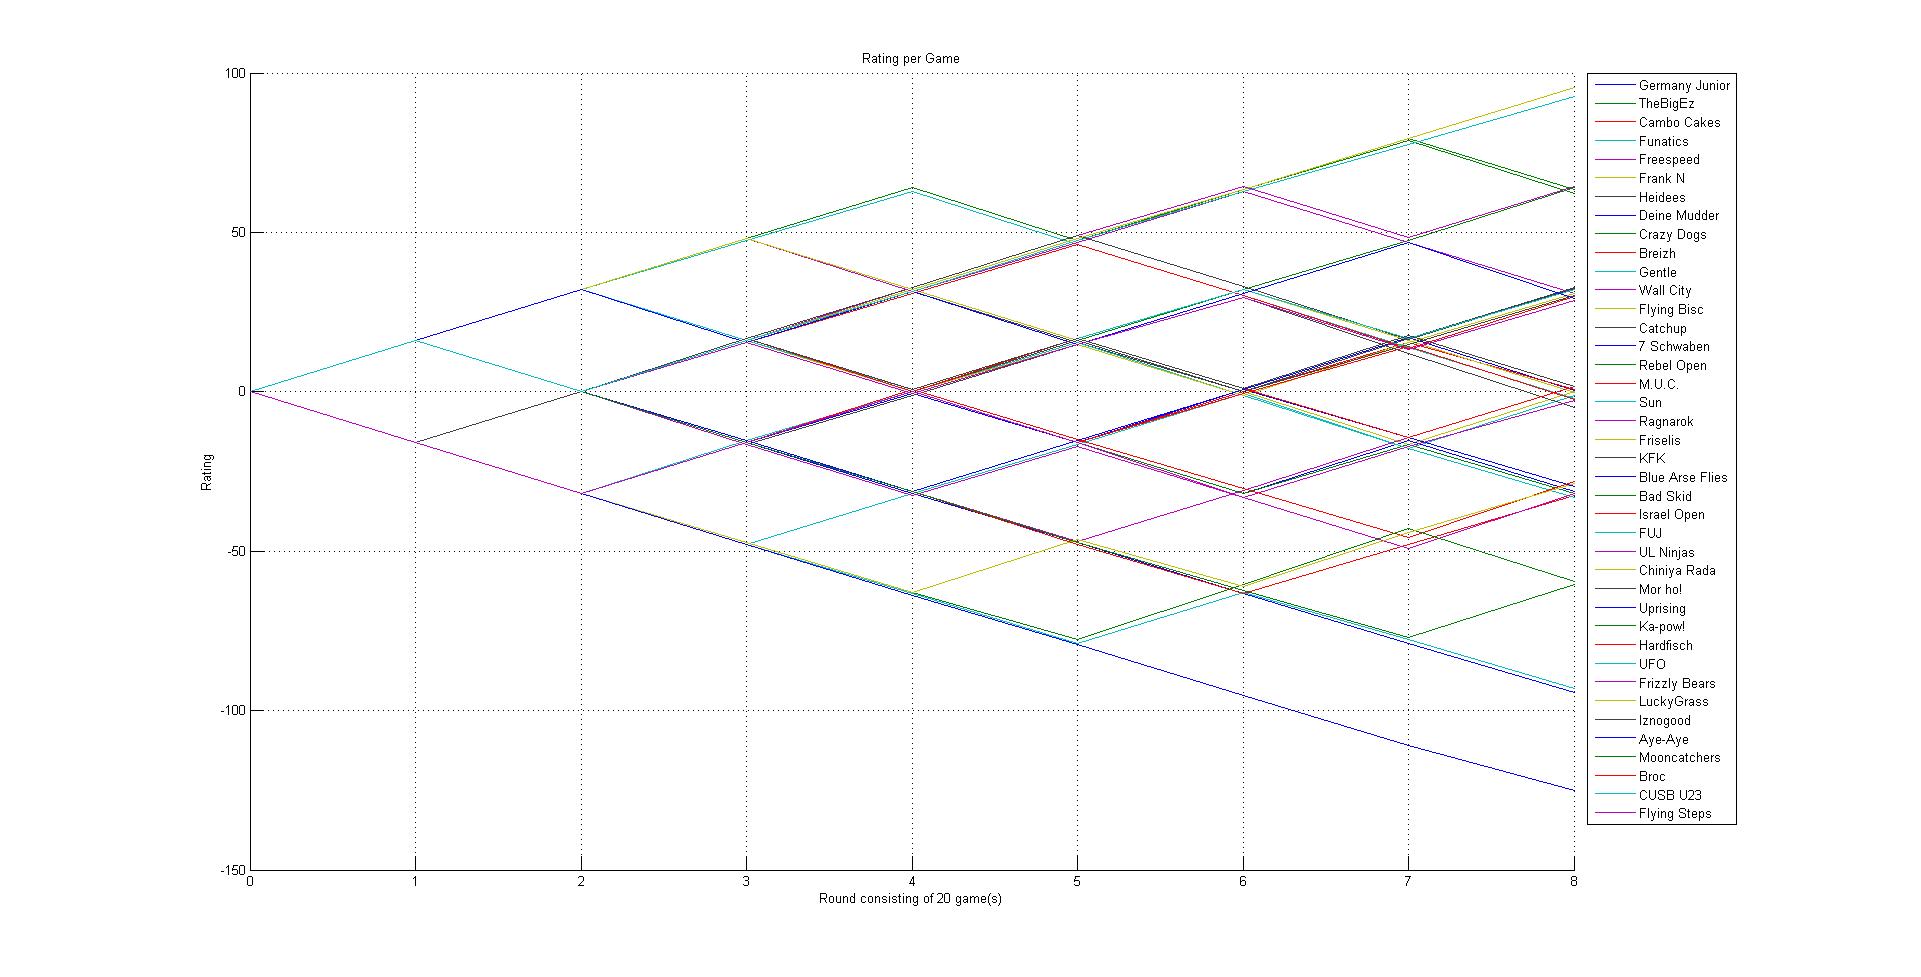 Rating per Game
100
50
0
-50
-100
-150
Rating
0 1 2 3 4 5 6 7 8
Round consisting of 20 game(s)
Germany Junior
TheBigEz
Cambo Cakes
Funatics
Freespeed
Frank N
Heidees
Deine Mudder
Crazy Dogs
Breizh
Gentle
Wall City
Flying Bisc
Catchup
7 Schwaben
Rebel Open
M.U.C.
Sun
Ragnarok
Friselis
KFK
Blue Arse Flies
Bad Skid
Israel Open
FUJ
UL Ninjas
Chiniya Rada
Mor ho!
Uprising
Ka-pow!
Hardfisch
UFO
Frizzly Bears
LuckyGrass
Iznogood
Aye-Aye
Mooncatchers
Broc
CUSB U23
Flying Steps